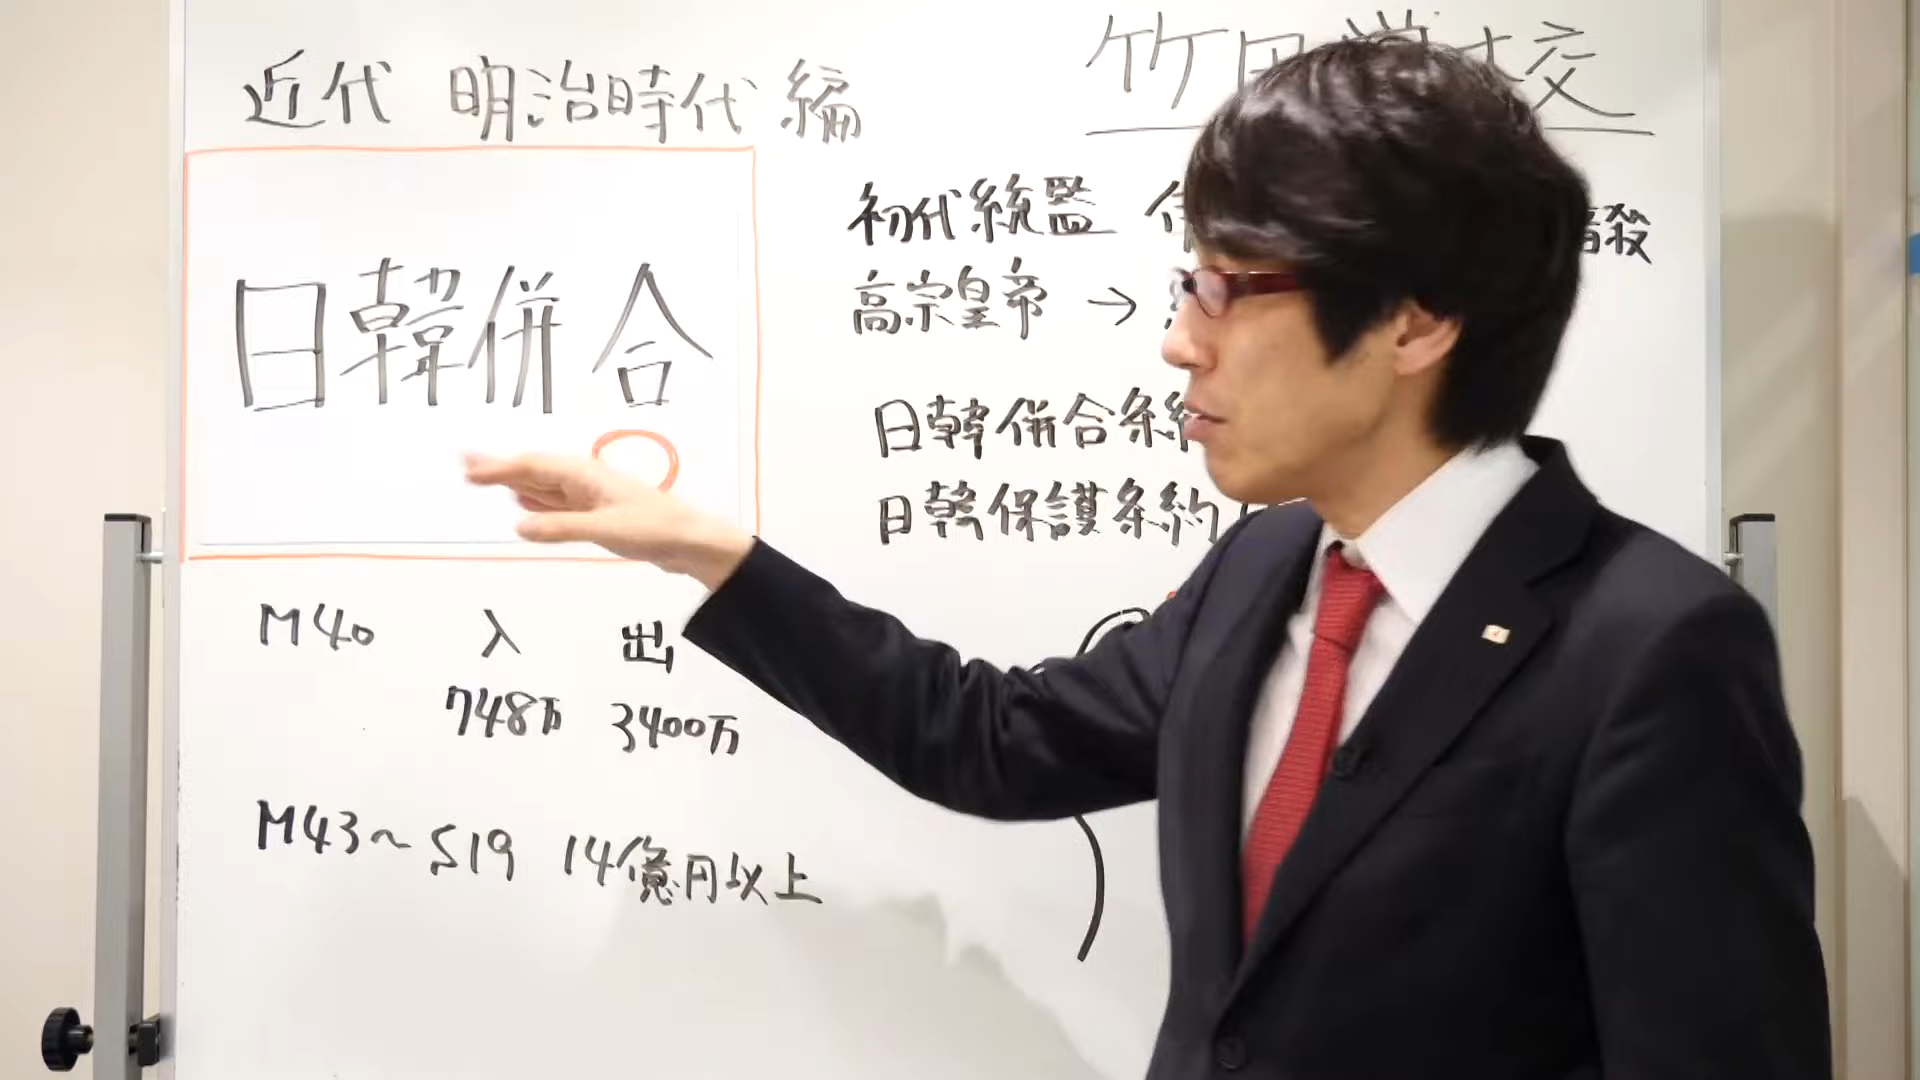 近代 明治時代編
竹田学校
日韓併合
初代統監
暗殺
高宗皇帝 →
日韓併合条約
日韓保護条約
M40 入 出
748万 3400万
M43~S19 14億円以上